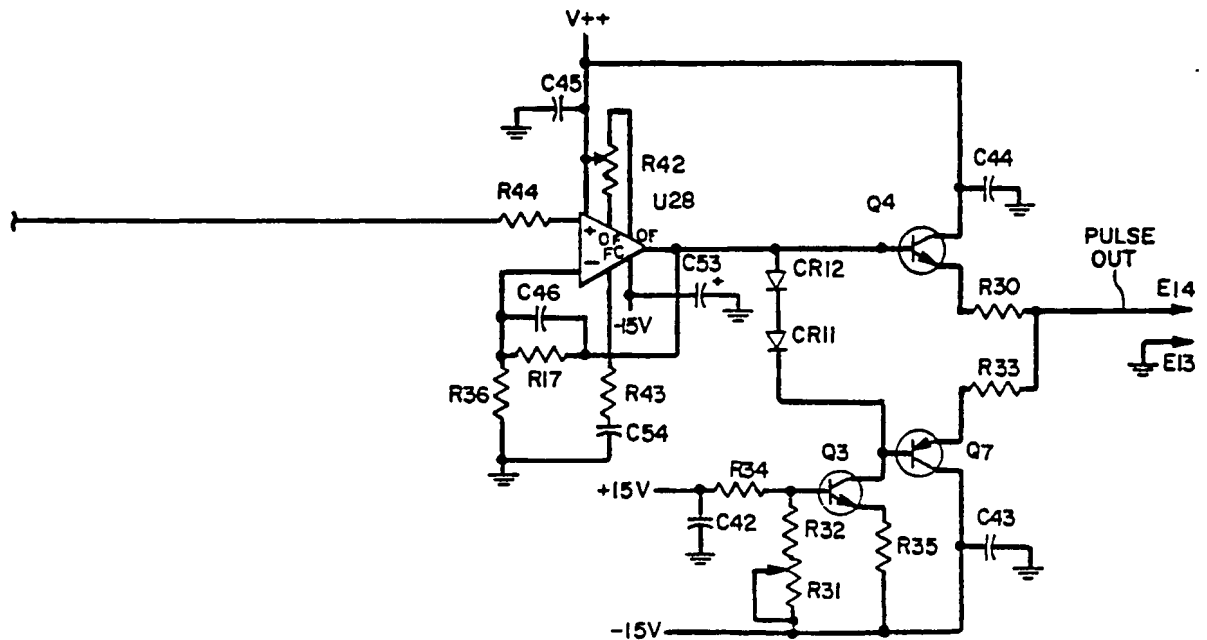 V++
C45
R42
C44
R44
U28
Q4
+
OF
OF
FC
−
C53
+
PULSE
OUT
E14
CR12
R30
C46
-15V
CR11
E13
R17
R33
R36
R43
C54
Q3
Q7
R34
+15V
C42
R32
R35
C43
R31
-15V